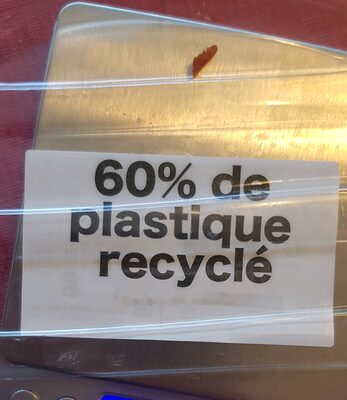 60% de
plastique
recyclé